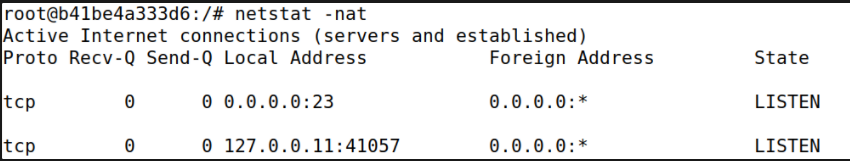 root@b41be4a333d6:/# netstat -nat
Active Internet connections (servers and established)
Proto Recv-Q Send-Q Local Address           Foreign Address         State
tcp        0      0 0.0.0.0:23              0.0.0.0:*               LISTEN
tcp        0      0 127.0.0.11:41057        0.0.0.0:*               LISTEN